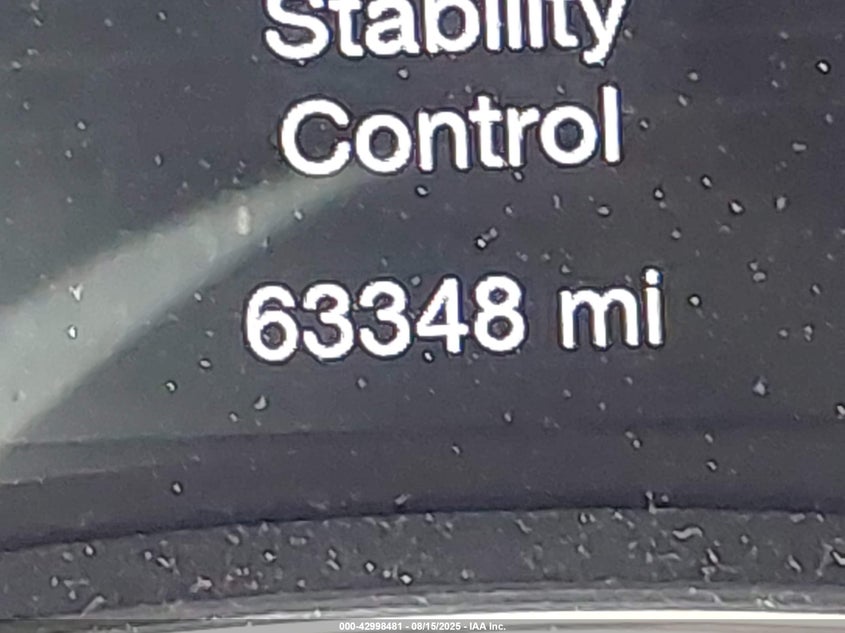 Stability
Control
63348 mi
000-42998481 - 08/15/2025 - IAA Inc.